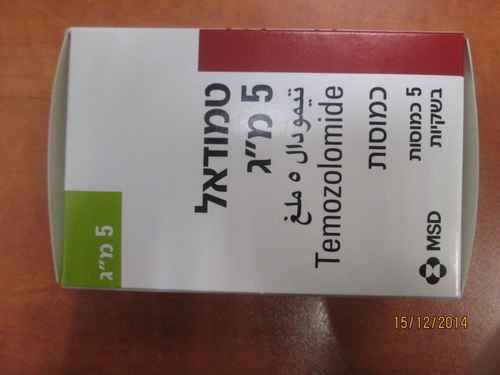 טמודאל
5 מ"ג
تيمودال ٥ ملغ
Temozolomide
כמוסות
5 כמוסות
בשקיות
MSD
5 מ"ג
15/12/2014